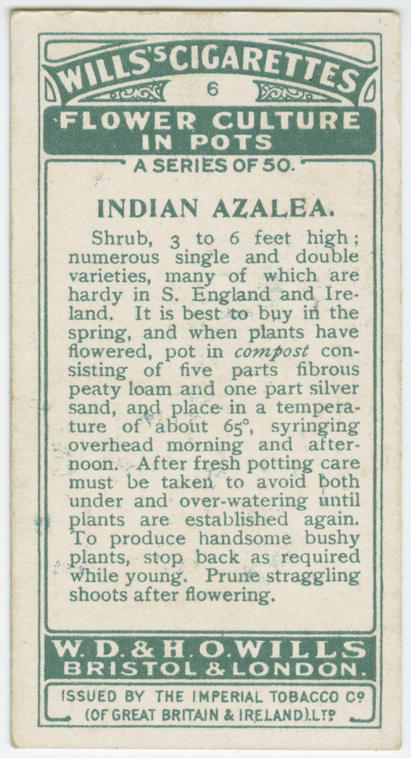 WILLS'S CIGARETTES
6
FLOWER CULTURE
IN POTS
A SERIES OF 50.
INDIAN AZALEA.
Shrub, 3 to 6 feet high;
numerous single and double
varieties, many of which are
hardy in S. England and Ire-
land. It is best to buy in the
spring, and when plants have
flowered, pot in compost con-
sisting of five parts fibrous
peaty loam and one part silver
sand, and place in a tempera-
ture of about 65°, syringing
overhead morning and after-
noon. After fresh potting care
must be taken to avoid both
under and over-watering until
plants are established again.
To produce handsome bushy
plants, stop back as required
while young. Prune straggling
shoots after flowering.
W.D. & H.O. WILLS
BRISTOL & LONDON.
ISSUED BY THE IMPERIAL TOBACCO CO
(OF GREAT BRITAIN & IRELAND), LTD